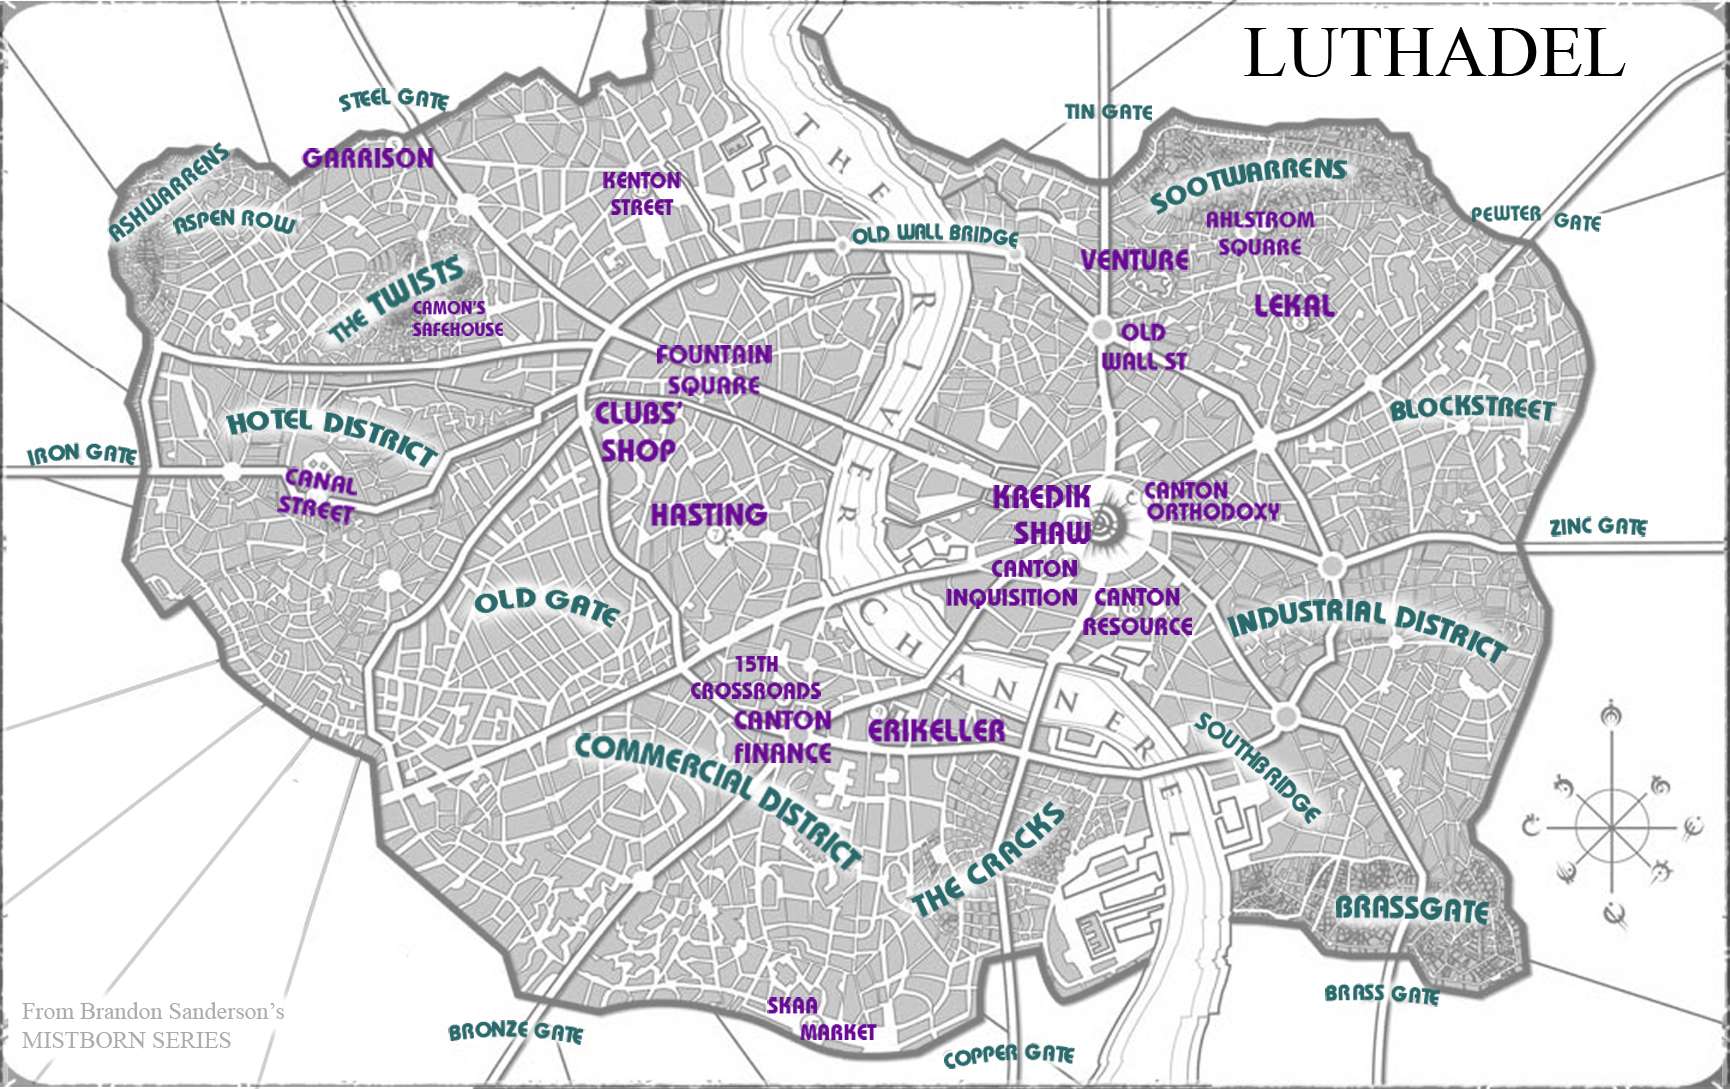 LUTHADEL
STEEL GATE
TIN GATE
GARRISON
ASHWARRENS
ASPEN ROW
KENTON
STREET
THE RIVER CHANNEREL
OLD WALL BRIDGE
SOOTWARRENS
AHLSTROM
SQUARE
PEWTER GATE
VENTURE
LEKAL
THE TWISTS
CAMON'S
SAFEHOUSE
OLD
WALL ST
FOUNTAIN
SQUARE
CLUBS'
SHOP
BLOCKSTREET
HOTEL DISTRICT
IRON GATE
CANAL
STREET
HASTING
KREDIK
SHAW
CANTON
ORTHODOXY
ZINC GATE
CANTON
INQUISITION
CANTON
RESOURCE
OLD GATE
INDUSTRIAL DISTRICT
15TH
CROSSROADS
CANTON
FINANCE
ERIKELLER
COMMERCIAL DISTRICT
SOUTHBRIDGE
THE CRACKS
BRASSGATE
BRASS GATE
SKAA
MARKET
BRONZE GATE
COPPER GATE
From Brandon Sanderson's
MISTBORN SERIES